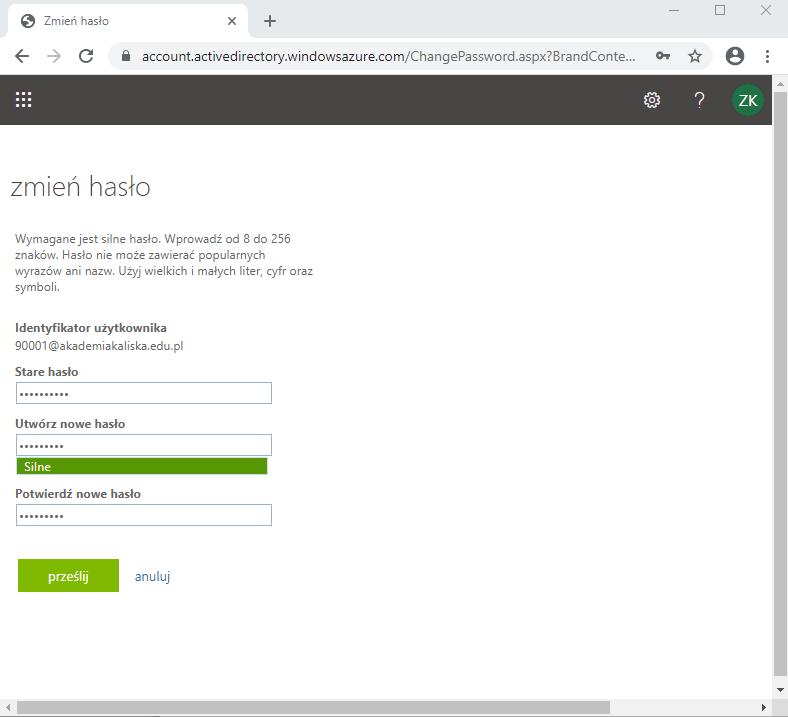 Zmień hasło
account.activedirectory.windowsazure.com/ChangePassword.aspx?BrandConte...
? ZK
zmień hasło
Wymagane jest silne hasło. Wprowadź od 8 do 256
znaków. Hasło nie może zawierać popularnych
wyrazów ani nazw. Użyj wielkich i małych liter, cyfr oraz
symboli.
Identyfikator użytkownika
90001@akademiakaliska.edu.pl
Stare hasło
••••••••••
Utwórz nowe hasło
•••••••••
Silne
Potwierdź nowe hasło
•••••••••
prześlij anuluj